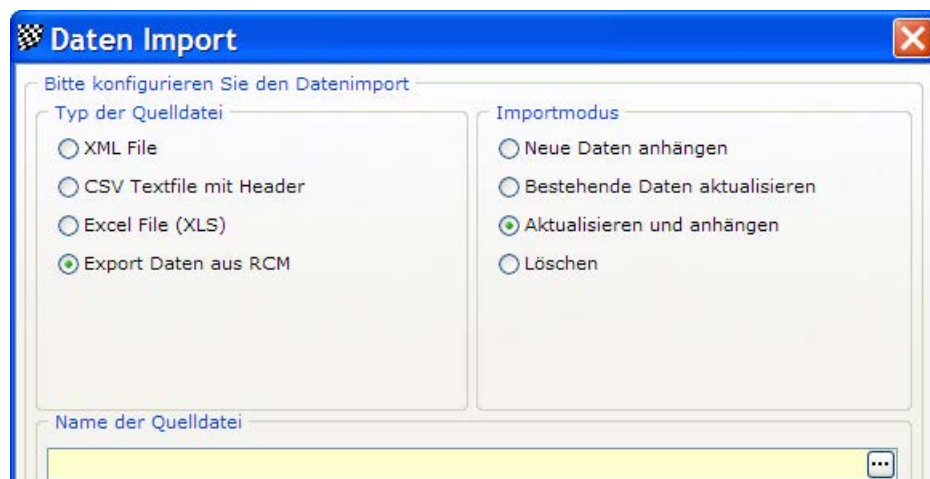 Daten Import
Bitte konfigurieren Sie den Datenimport
Typ der Quelldatei
XML File
CSV Textfile mit Header
Excel File (XLS)
Export Daten aus RCM
Importmodus
Neue Daten anhängen
Bestehende Daten aktualisieren
Aktualisieren und anhängen
Löschen
Name der Quelldatei
...